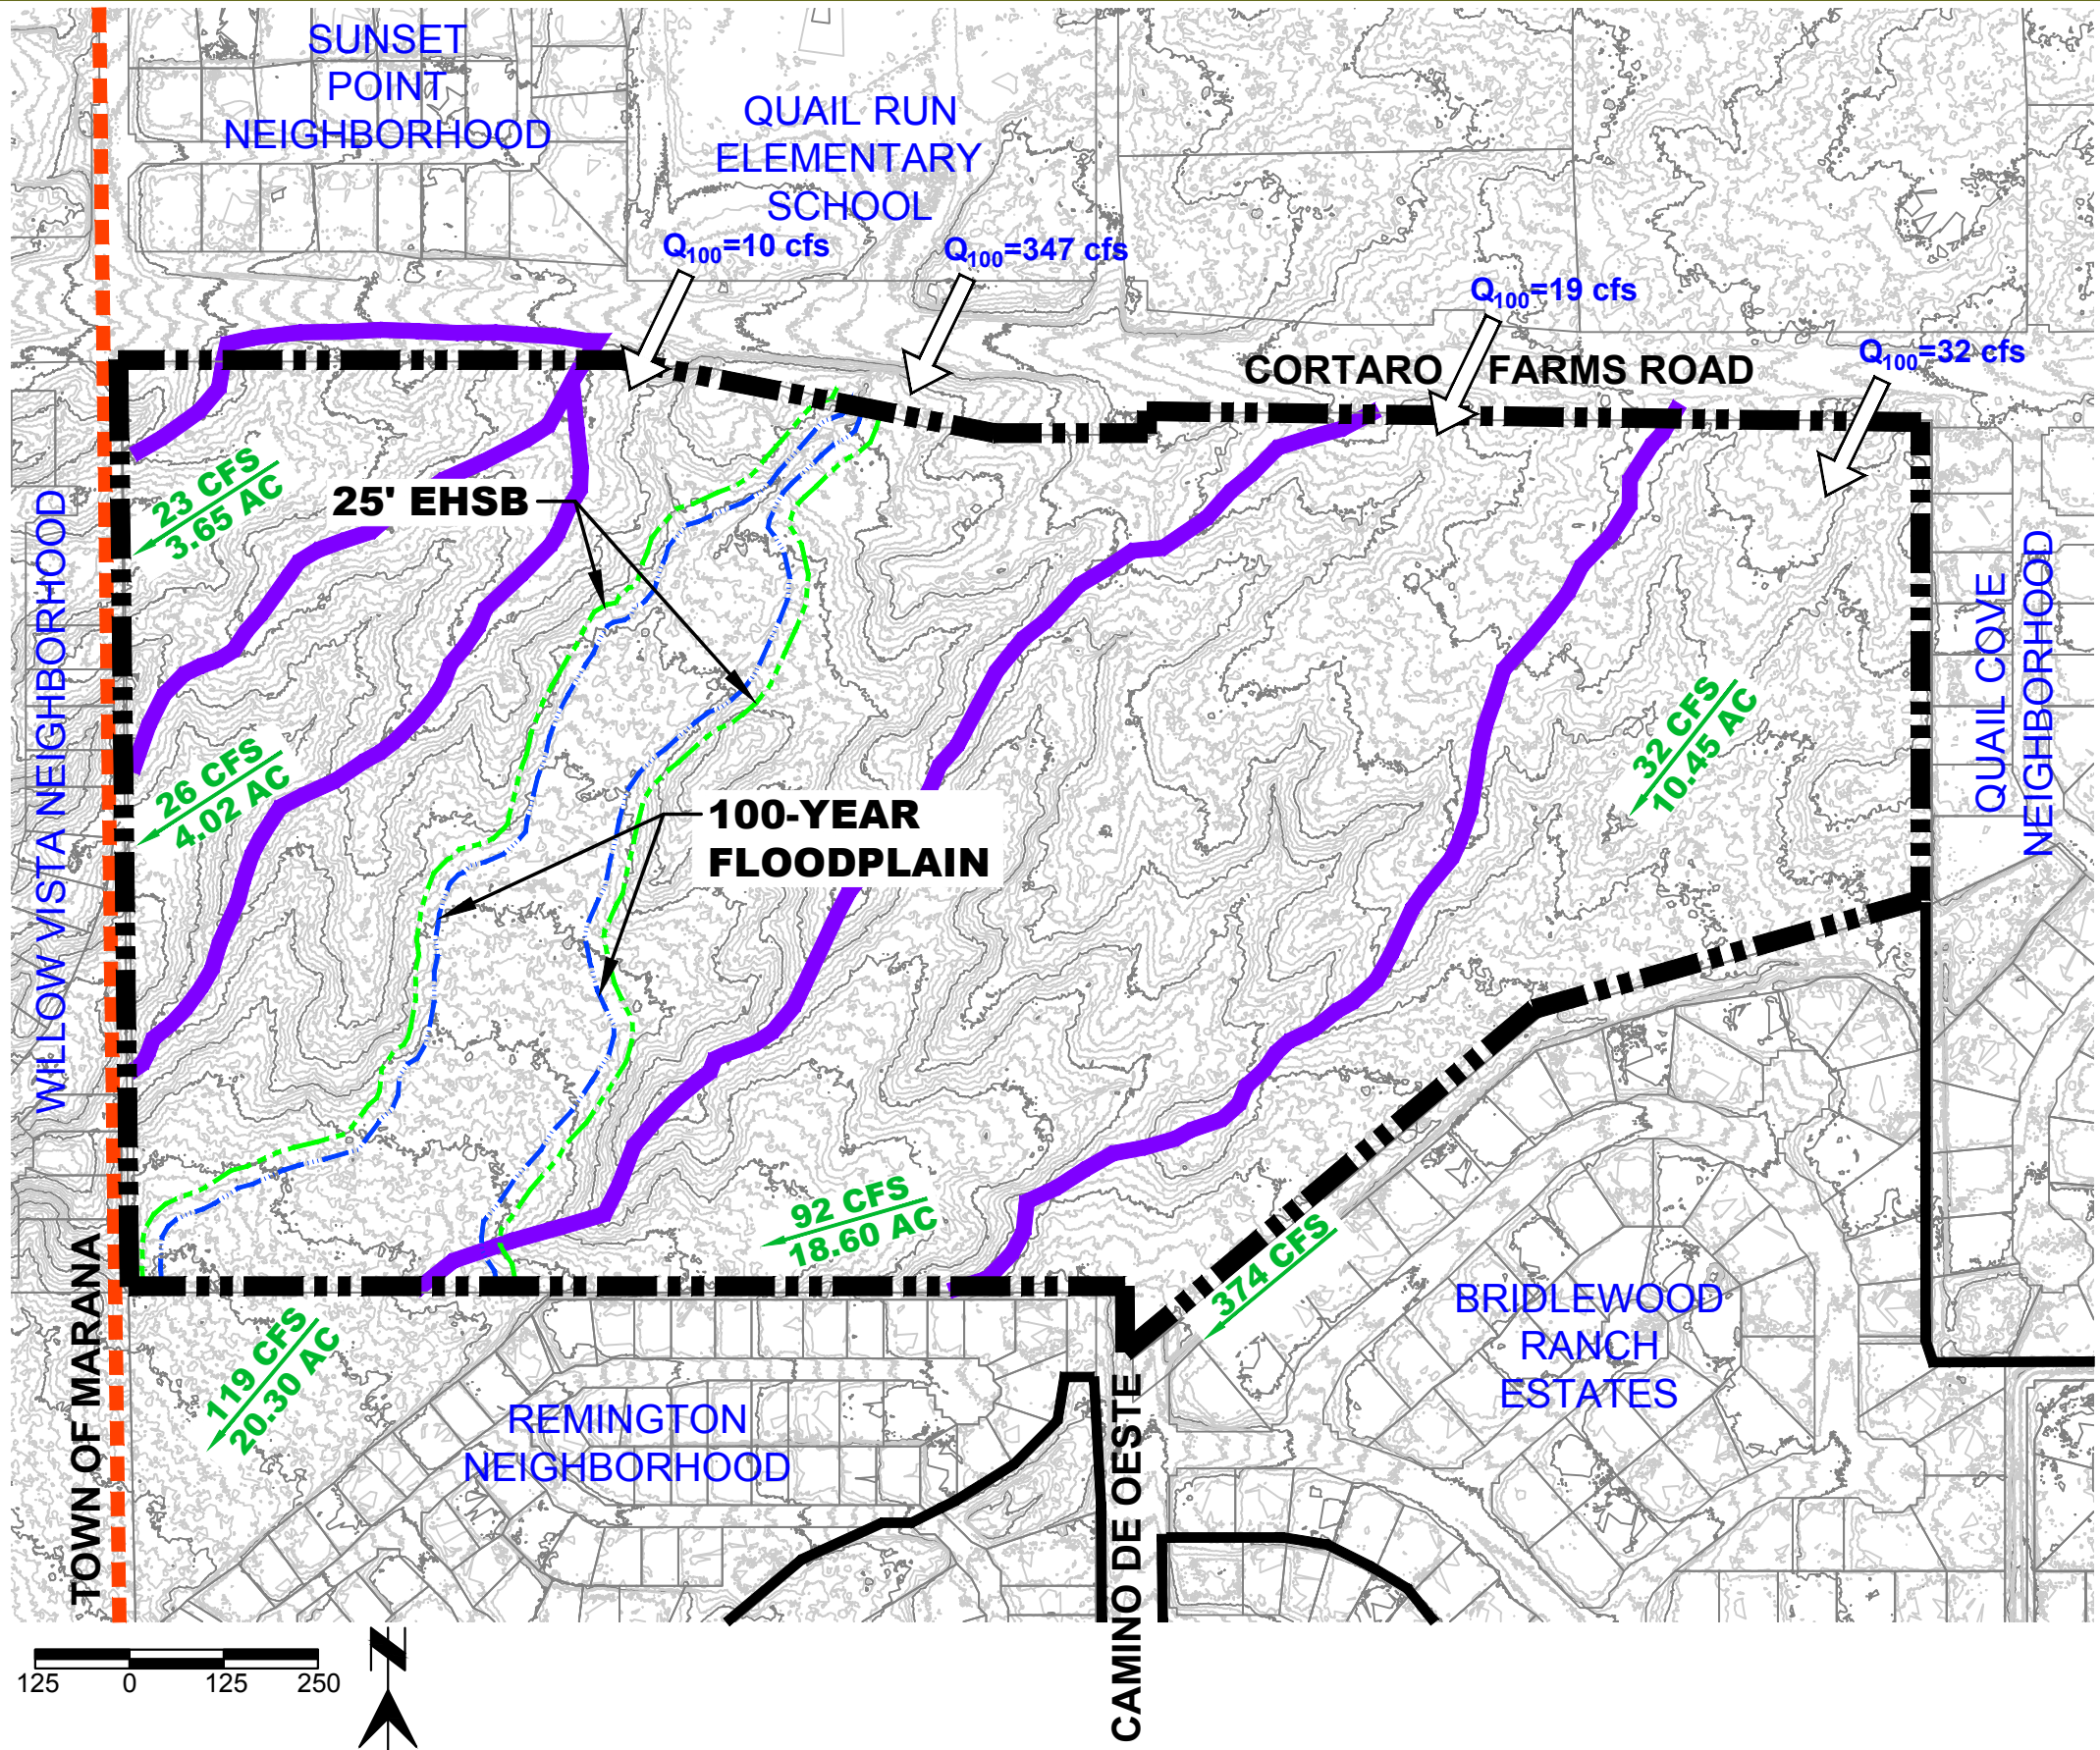 SUNSET
POINT
NEIGHBORHOOD
QUAIL RUN
ELEMENTARY
SCHOOL
Q100=10 cfs
Q100=347 cfs
Q100=19 cfs
Q100=32 cfs
CORTARO FARMS ROAD
23 CFS
3.65 AC
25' EHSB
WILLOW VISTA NEIGHBORHOOD
QUAIL COVE
NEIGHBORHOOD
32 CFS
10.45 AC
26 CFS
4.02 AC
100-YEAR
FLOODPLAIN
92 CFS
18.60 AC
374 CFS
BRIDLEWOOD
RANCH
ESTATES
119 CFS
20.30 AC
REMINGTON
NEIGHBORHOOD
TOWN OF MARANA
CAMINO DE OESTE
125 0 125 250
N